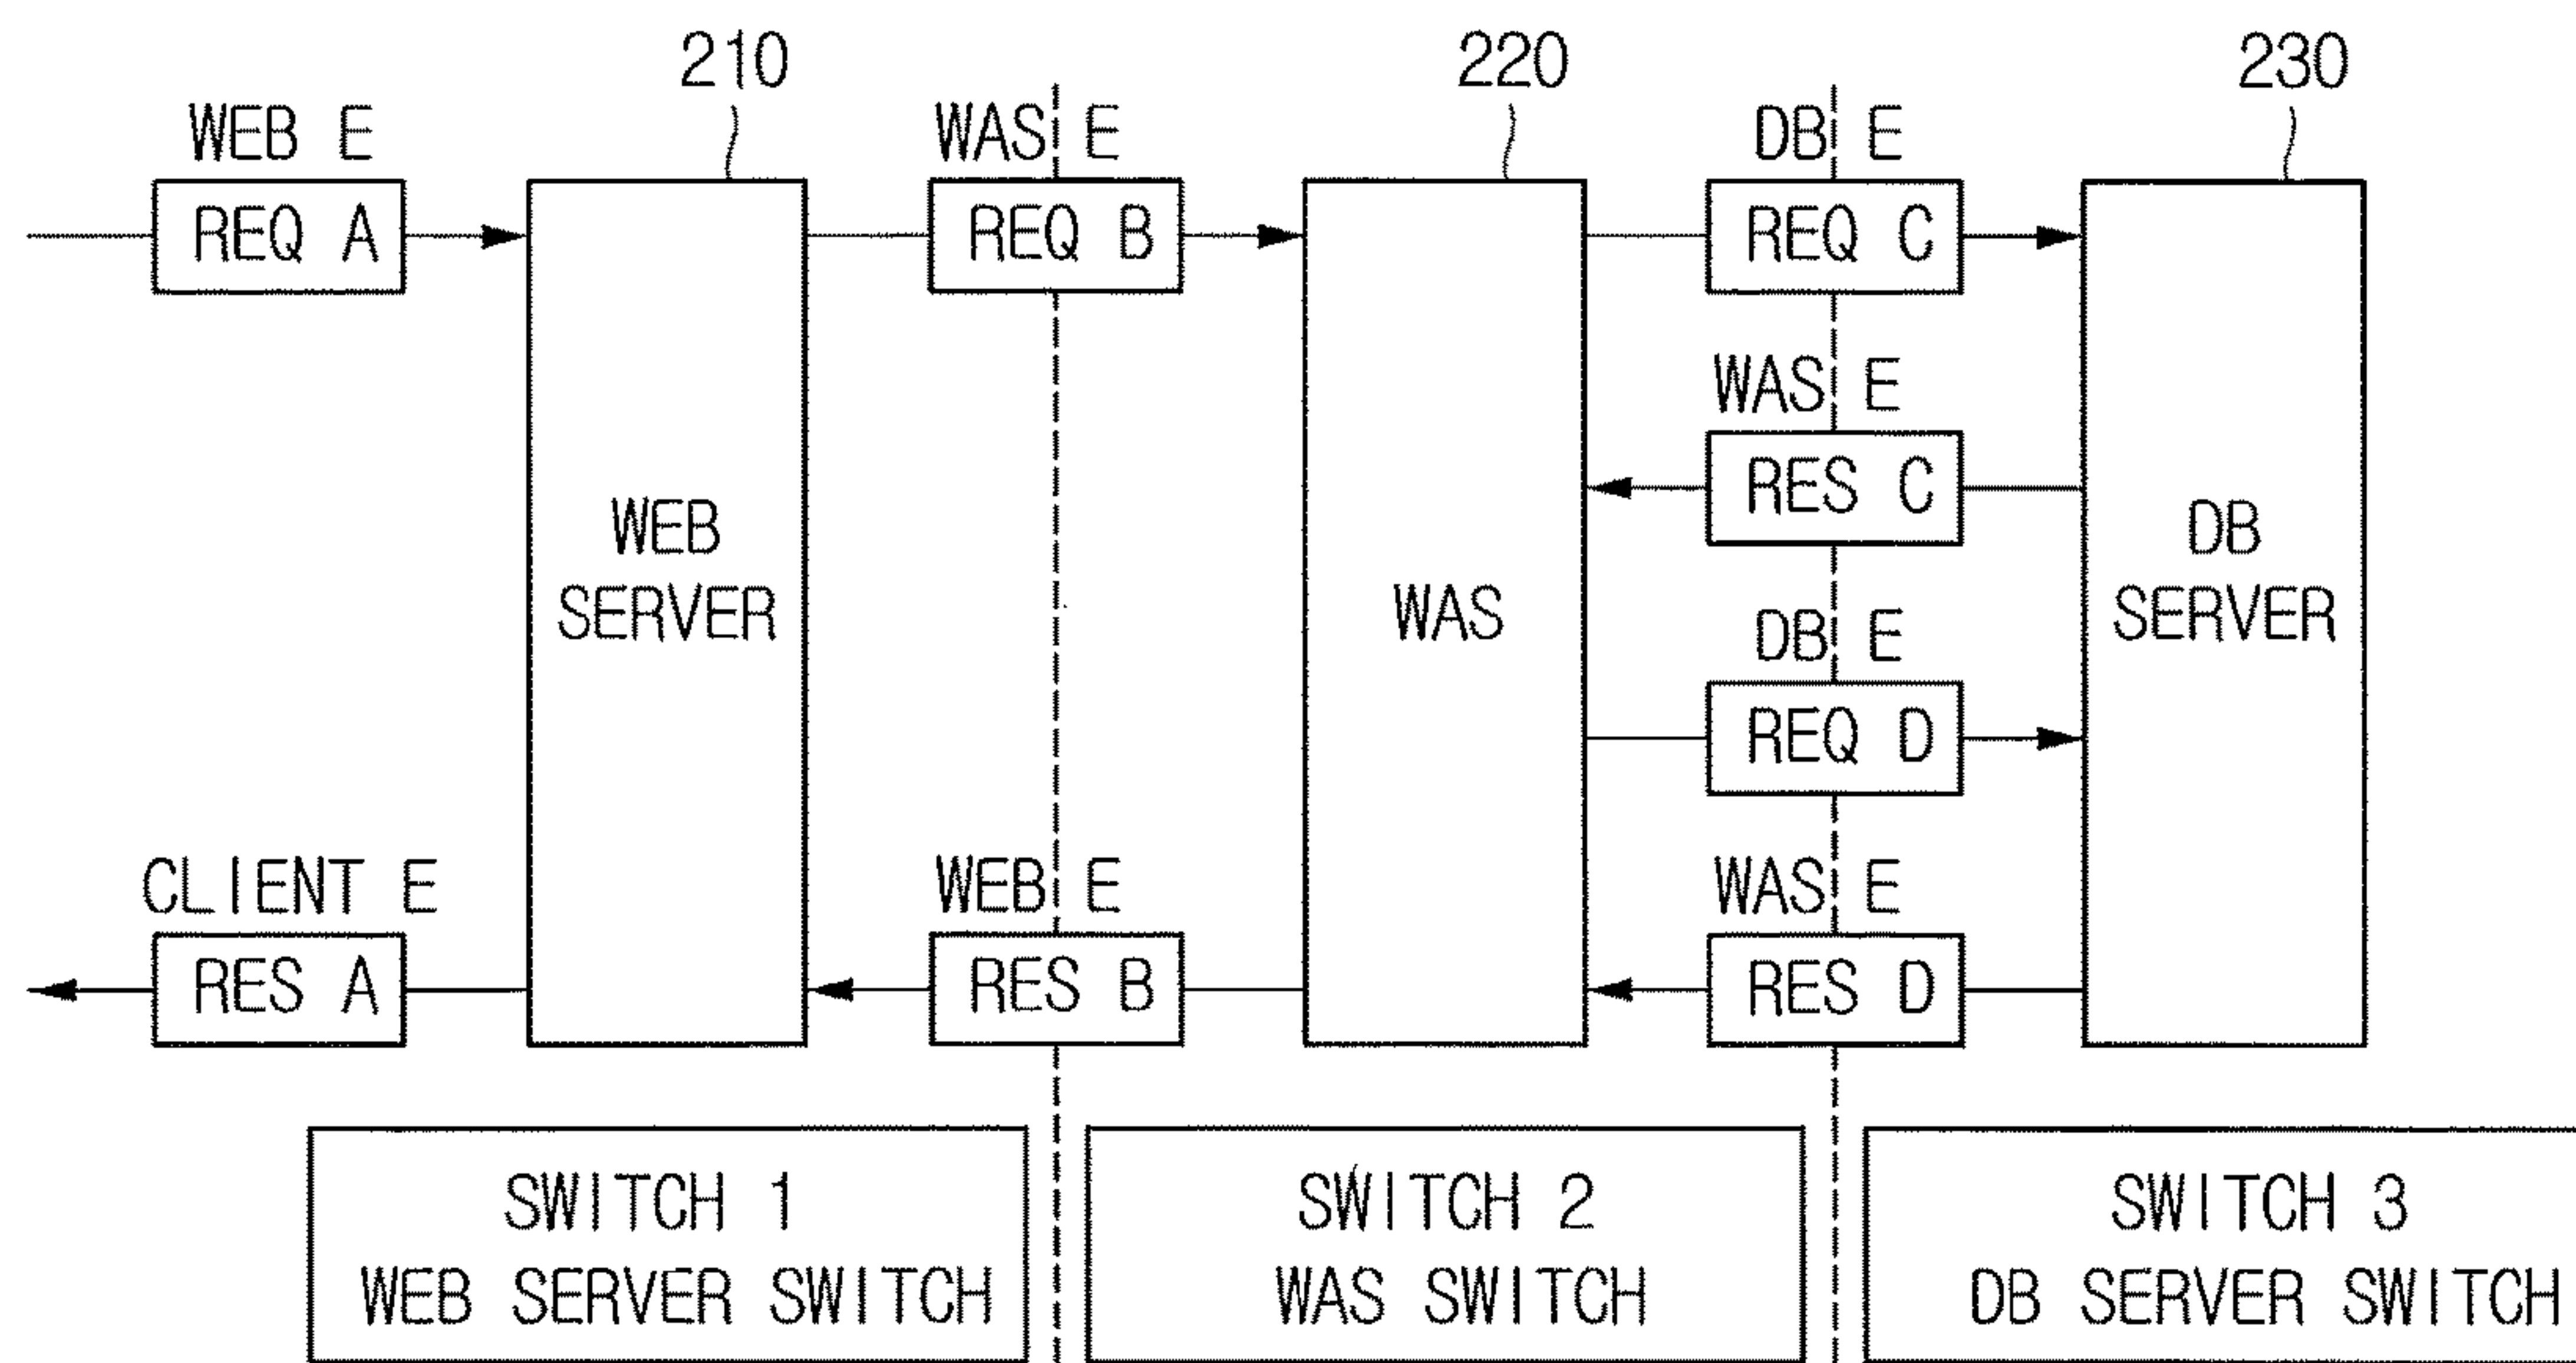 210
220
230
WEB E
WAS E
DB E
REQ A
REQ B
REQ C
WAS E
RES C
WEB
SERVER
WAS
DB
SERVER
DB E
REQ D
CLIENT E
WEB E
WAS E
RES A
RES B
RES D
SWITCH 1
WEB SERVER SWITCH
SWITCH 2
WAS SWITCH
SWITCH 3
DB SERVER SWITCH